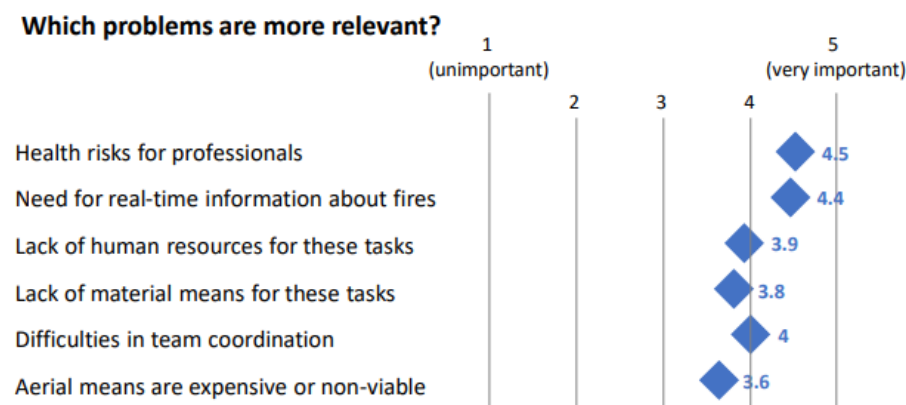 Which problems are more relevant?
1
(unimportant)
5
(very important)
2
3
4
Health risks for professionals
4.5
Need for real-time information about fires
4.4
Lack of human resources for these tasks
3.9
Lack of material means for these tasks
3.8
Difficulties in team coordination
4
Aerial means are expensive or non-viable
3.6